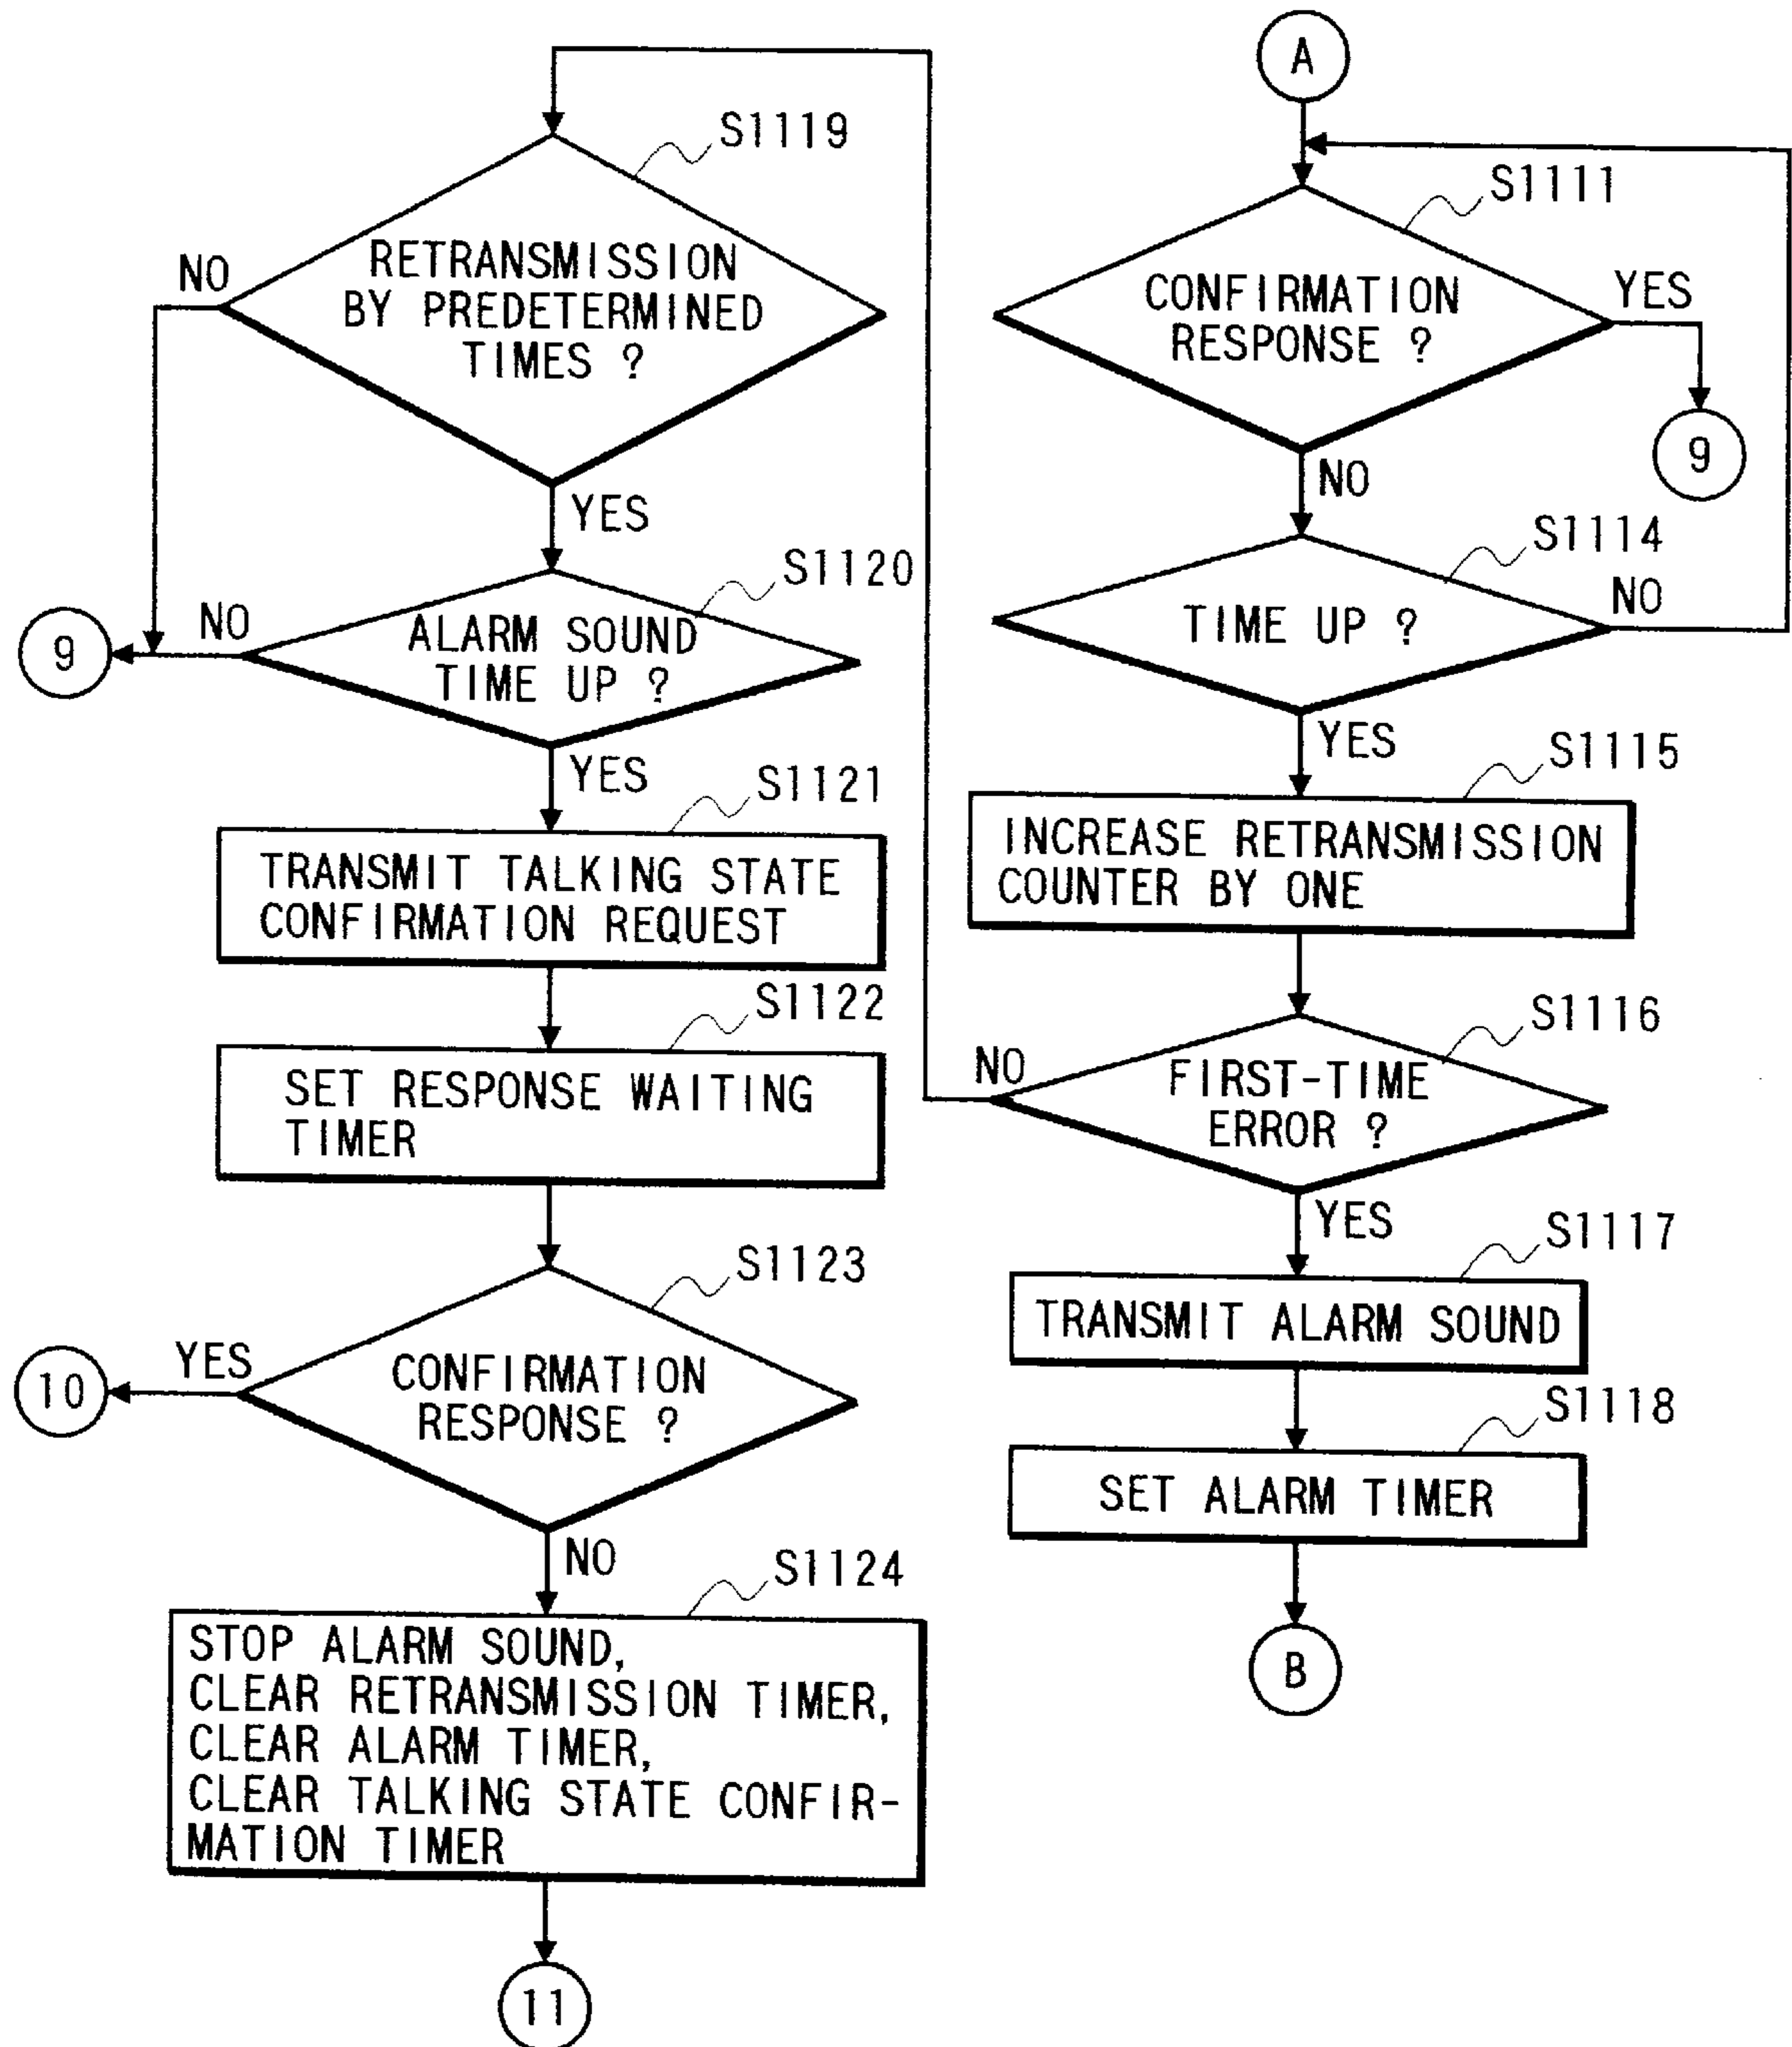 A
S1111
CONFIRMATION
RESPONSE ?
YES
9
NO
S1114
TIME UP ?
NO
YES
S1115
INCREASE RETRANSMISSION
COUNTER BY ONE
S1116
FIRST-TIME
ERROR ?
NO
YES
S1117
TRANSMIT ALARM SOUND
S1118
SET ALARM TIMER
B
S1119
RETRANSMISSION
BY PREDETERMINED
TIMES ?
NO
YES
S1120
ALARM SOUND
TIME UP ?
NO
9
YES
S1121
TRANSMIT TALKING STATE
CONFIRMATION REQUEST
S1122
SET RESPONSE WAITING
TIMER
S1123
CONFIRMATION
RESPONSE ?
YES
10
NO
S1124
STOP ALARM SOUND,
CLEAR RETRANSMISSION TIMER,
CLEAR ALARM TIMER,
CLEAR TALKING STATE CONFIR-
MATION TIMER
11